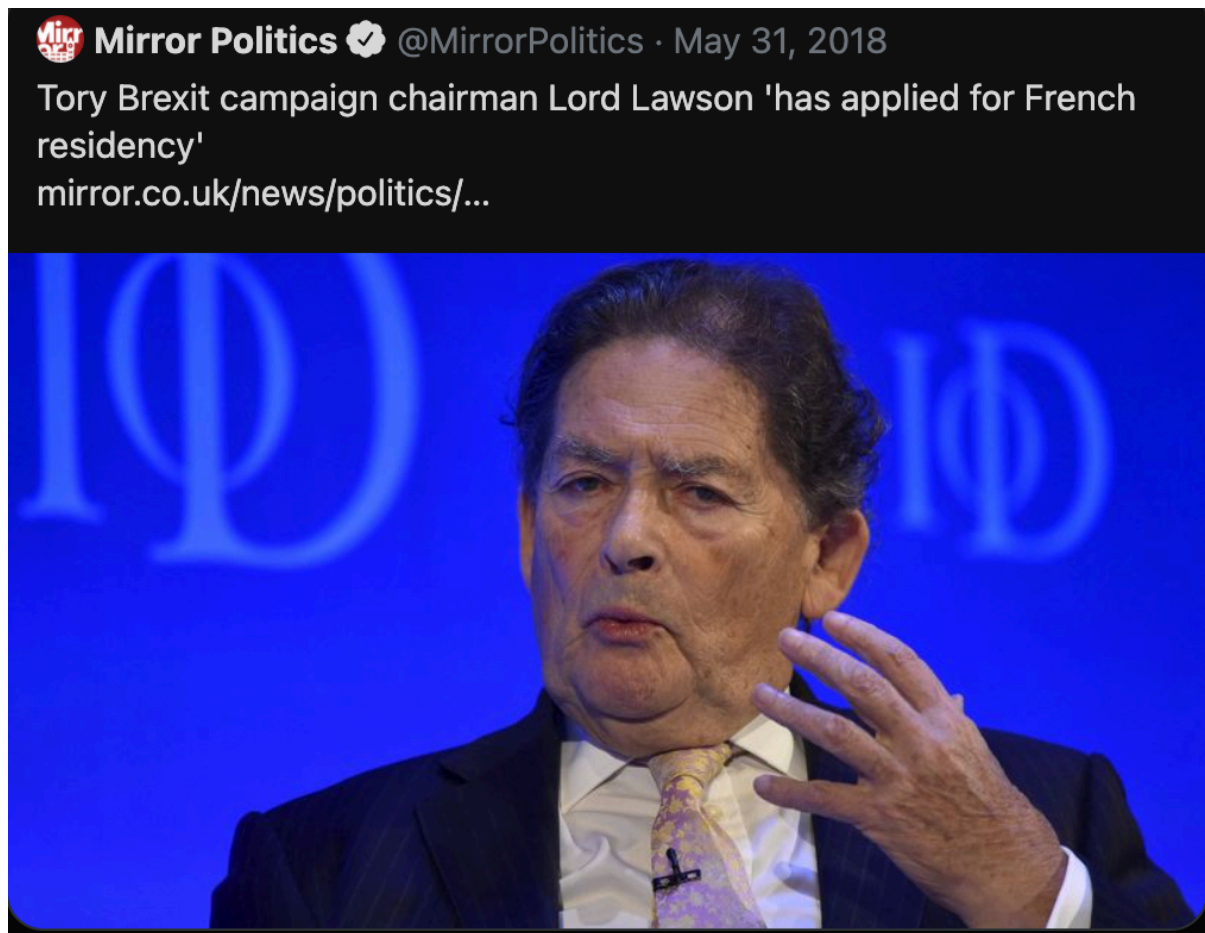 Mirror Politics @MirrorPolitics · May 31, 2018
Tory Brexit campaign chairman Lord Lawson 'has applied for French
residency'
mirror.co.uk/news/politics/...
IOD
IOD